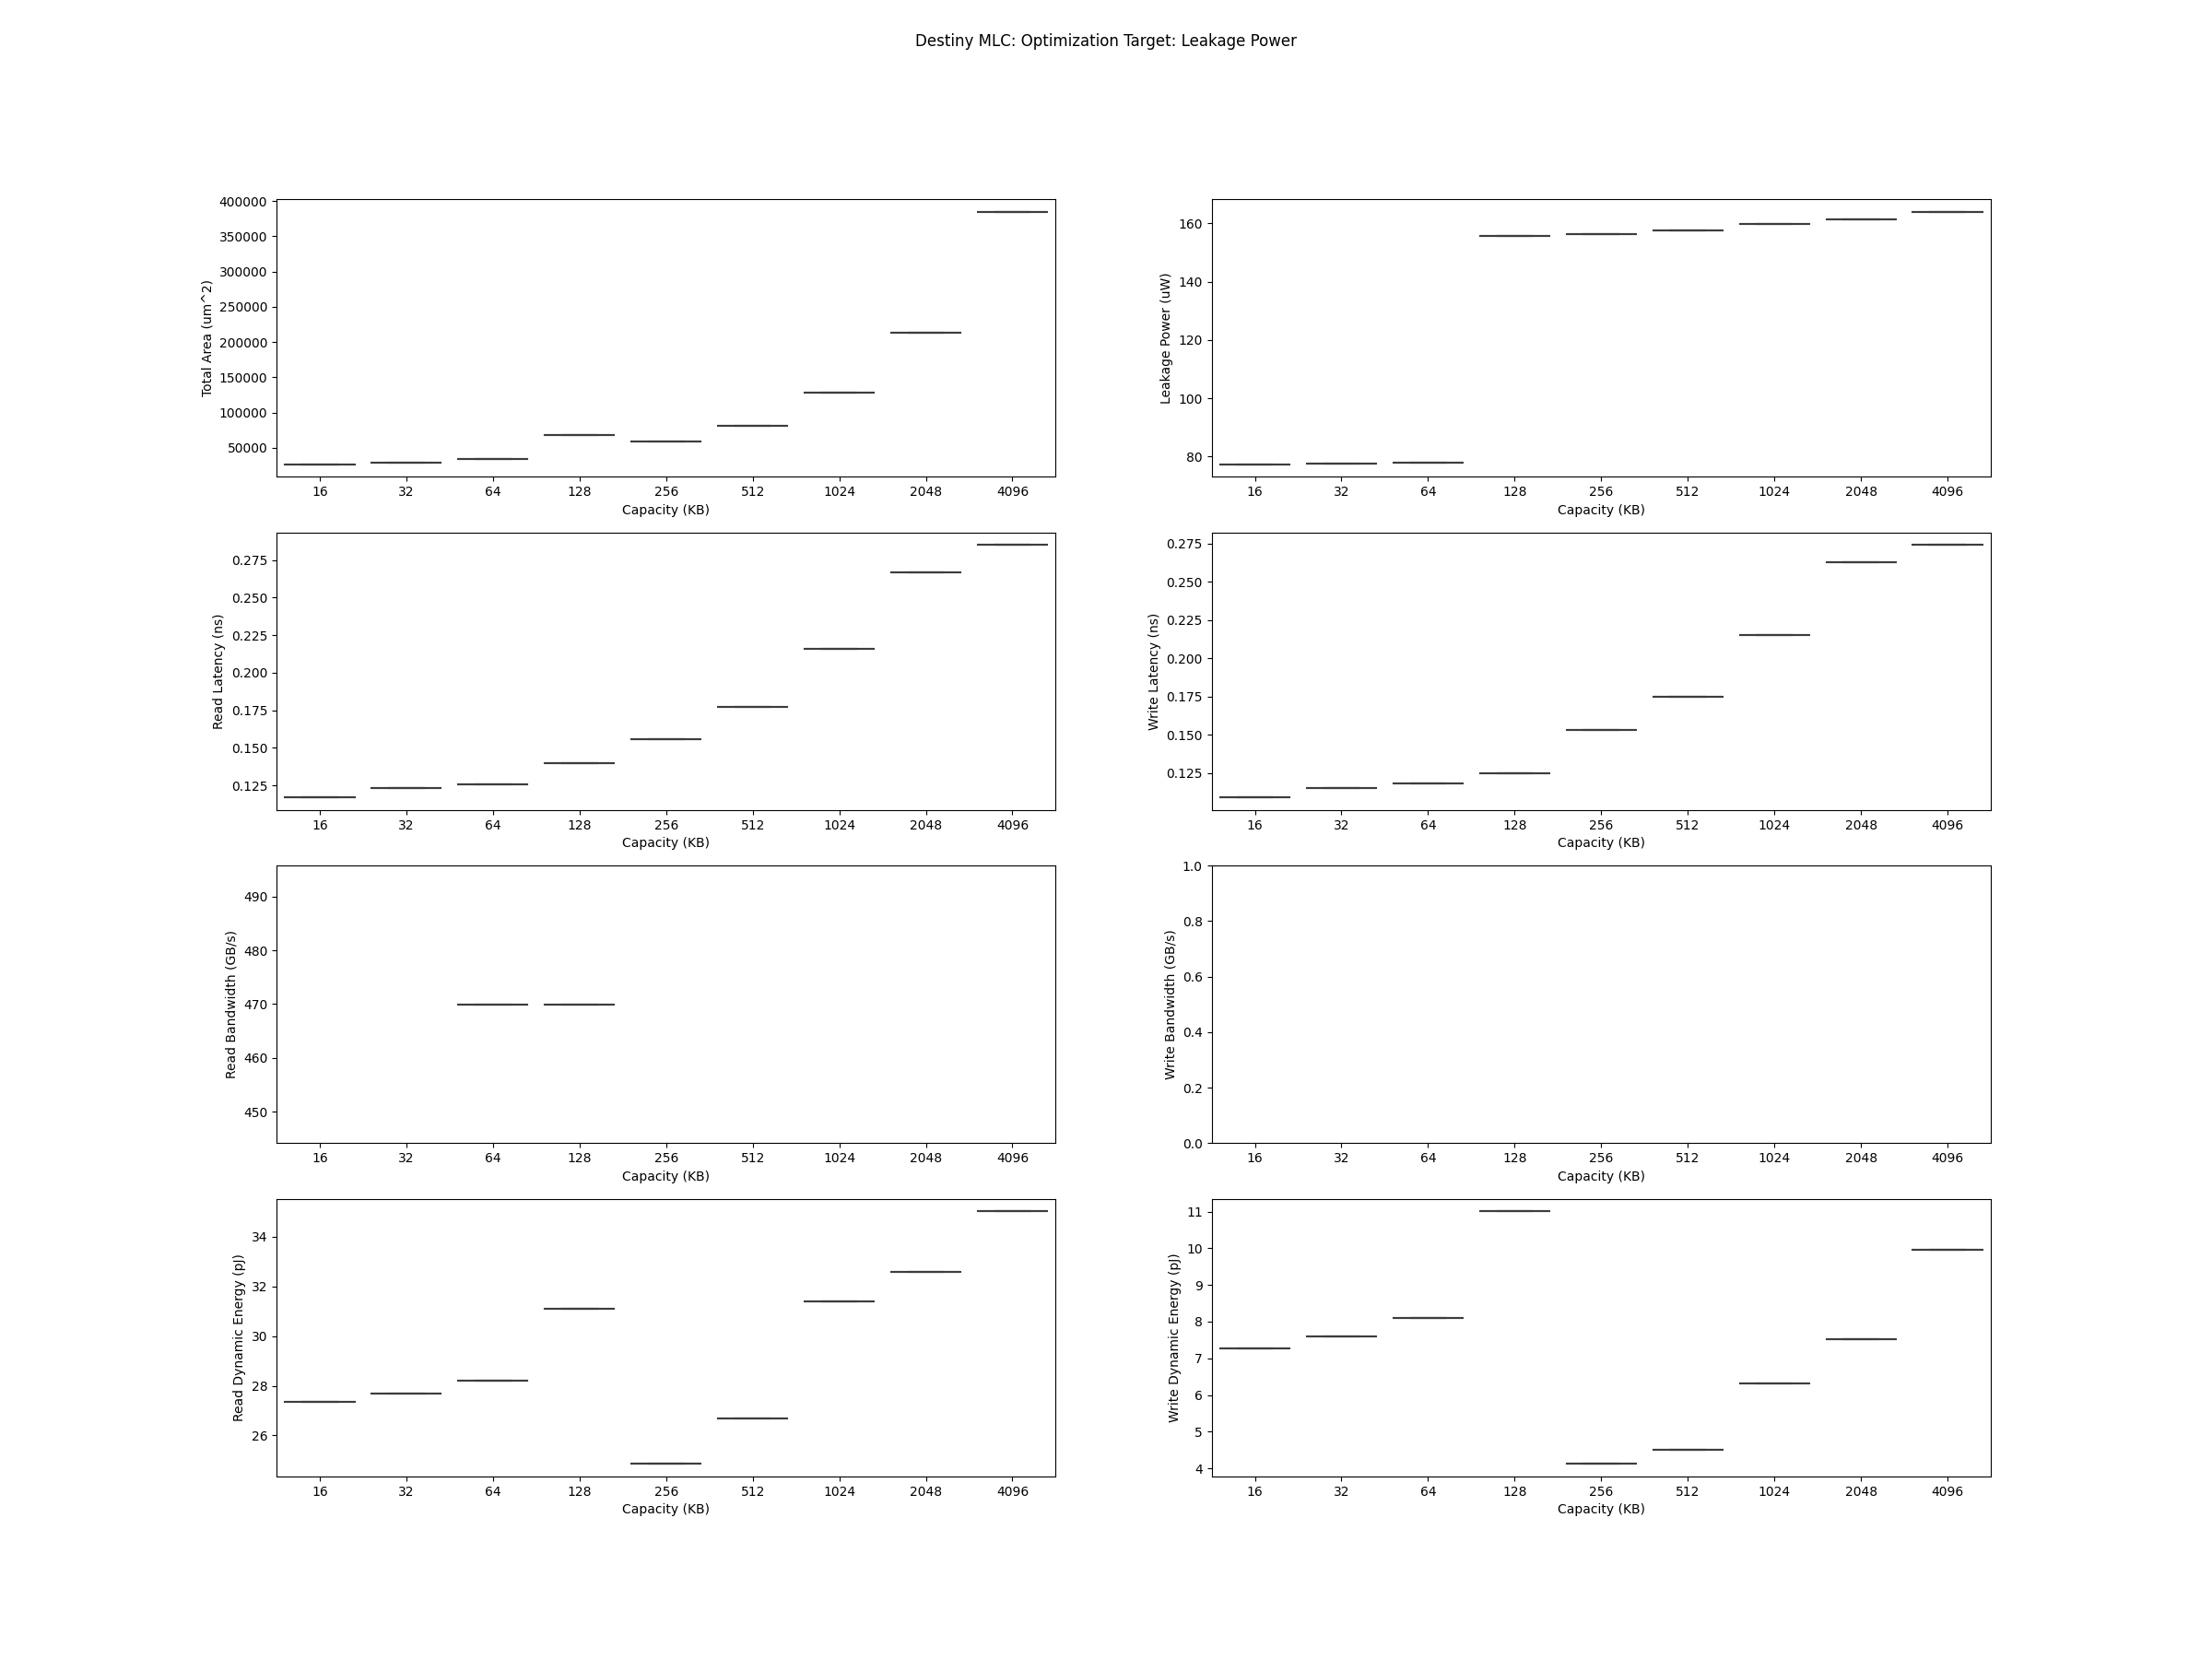 Destiny MLC: Optimization Target: Leakage Power
400000
350000
300000
250000
200000
150000
100000
50000
Total Area (um^2)
16 32 64 128 256 512 1024 2048 4096
Capacity (KB)
160
140
120
100
80
Leakage Power (uW)
16 32 64 128 256 512 1024 2048 4096
Capacity (KB)
0.275
0.250
0.225
0.200
0.175
0.150
0.125
Read Latency (ns)
16 32 64 128 256 512 1024 2048 4096
Capacity (KB)
0.275
0.250
0.225
0.200
0.175
0.150
0.125
Write Latency (ns)
16 32 64 128 256 512 1024 2048 4096
Capacity (KB)
490
480
470
460
450
Read Bandwidth (GB/s)
16 32 64 128 256 512 1024 2048 4096
Capacity (KB)
1.0
0.8
0.6
0.4
0.2
0.0
Write Bandwidth (GB/s)
16 32 64 128 256 512 1024 2048 4096
Capacity (KB)
34
32
30
28
26
Read Dynamic Energy (pJ)
16 32 64 128 256 512 1024 2048 4096
Capacity (KB)
11
10
9
8
7
6
5
4
Write Dynamic Energy (pJ)
16 32 64 128 256 512 1024 2048 4096
Capacity (KB)